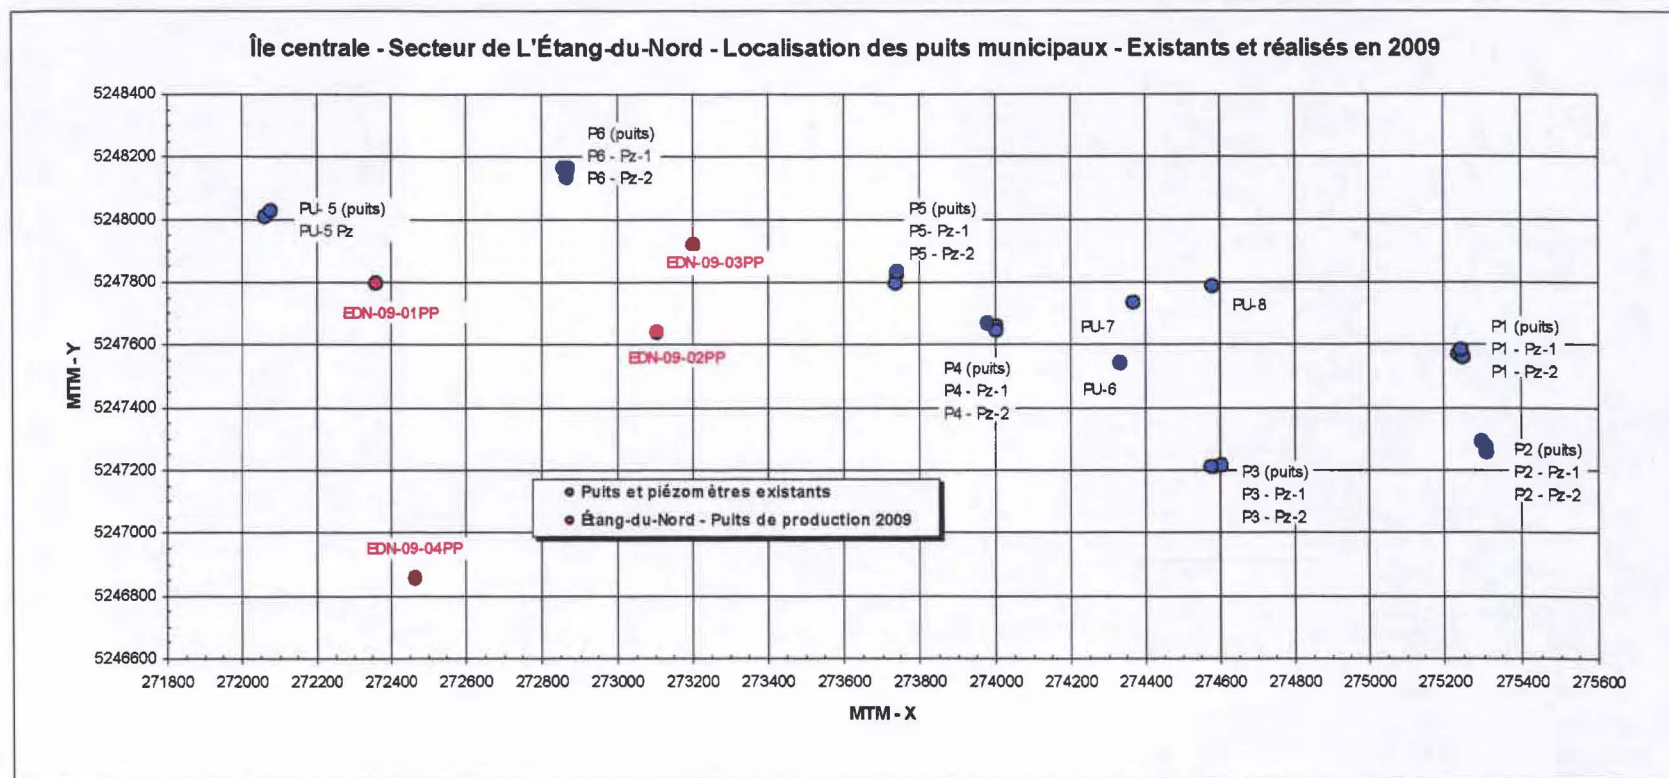 Île centrale - Secteur de L'Étang-du-Nord - Localisation des puits municipaux - Existants et réalisés en 2009
5248400
5248200
5248000
5247800
5247600
5247400
5247200
5247000
5246800
5246600
MTM - Y
P6 (puits)
P6 - Pz-1
P6 - Pz-2
PU- 5 (puits)
PU-5 Pz
P5 (puits)
P5- Pz-1
P5 - Pz-2
EDN-09-03PP
EDN-09-01PP
EDN-09-02PP
PU-8
PU-7
PU-6
P1 (puits)
P1 - Pz-1
P1 - Pz-2
P4 (puits)
P4 - Pz-1
P4 - Pz-2
P2 (puits)
P2 - Pz-1
P2 - Pz-2
P3 (puits)
P3 - Pz-1
P3 - Pz-2
Puits et piézomètres existants
Étang-du-Nord - Puits de production 2009
EDN-09-04PP
271800 272000 272200 272400 272600 272800 273000 273200 273400 273600 273800 274000 274200 274400 274600 274800 275000 275200 275400 275600
MTM - X